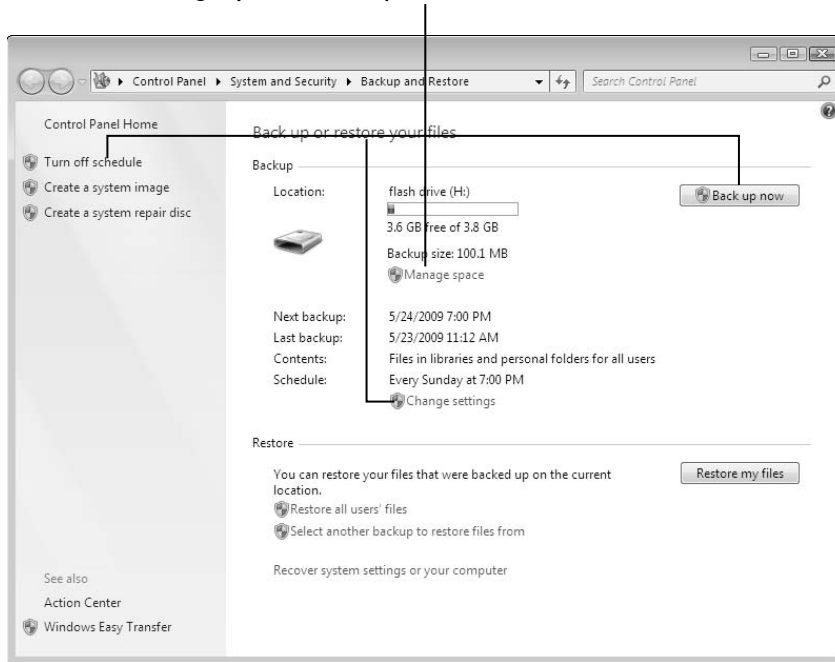 Control Panel ▸ System and Security ▸ Backup and Restore
Search Control Panel
Control Panel Home
Turn off schedule
Create a system image
Create a system repair disc
See also
Action Center
Windows Easy Transfer
Back up or restore your files
Backup
Location: flash drive (H:)
3.6 GB free of 3.8 GB
Backup size: 100.1 MB
Manage space
Back up now
Next backup: 5/24/2009 7:00 PM
Last backup: 5/23/2009 11:12 AM
Contents: Files in libraries and personal folders for all users
Schedule: Every Sunday at 7:00 PM
Change settings
Restore
You can restore your files that were backed up on the current
location.
Restore my files
Restore all users' files
Select another backup to restore files from
Recover system settings or your computer